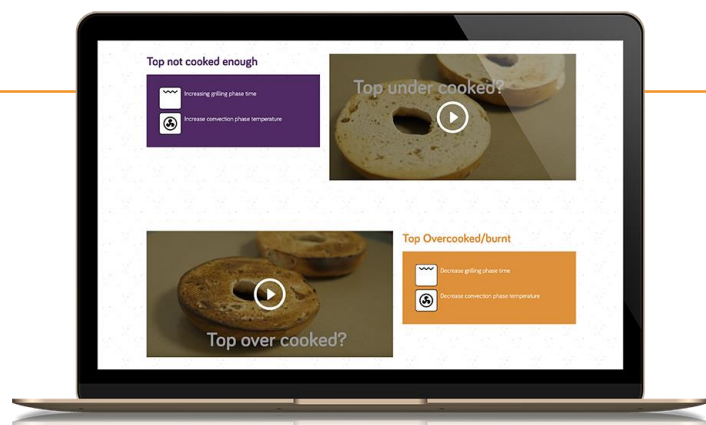 Top not cooked enough
Increasing grilling phase time
Increase convection phase temperature
Top under cooked?
Top Overcooked/burnt
Decrease grilling phase time
Decrease convection phase temperature
Top over cooked?